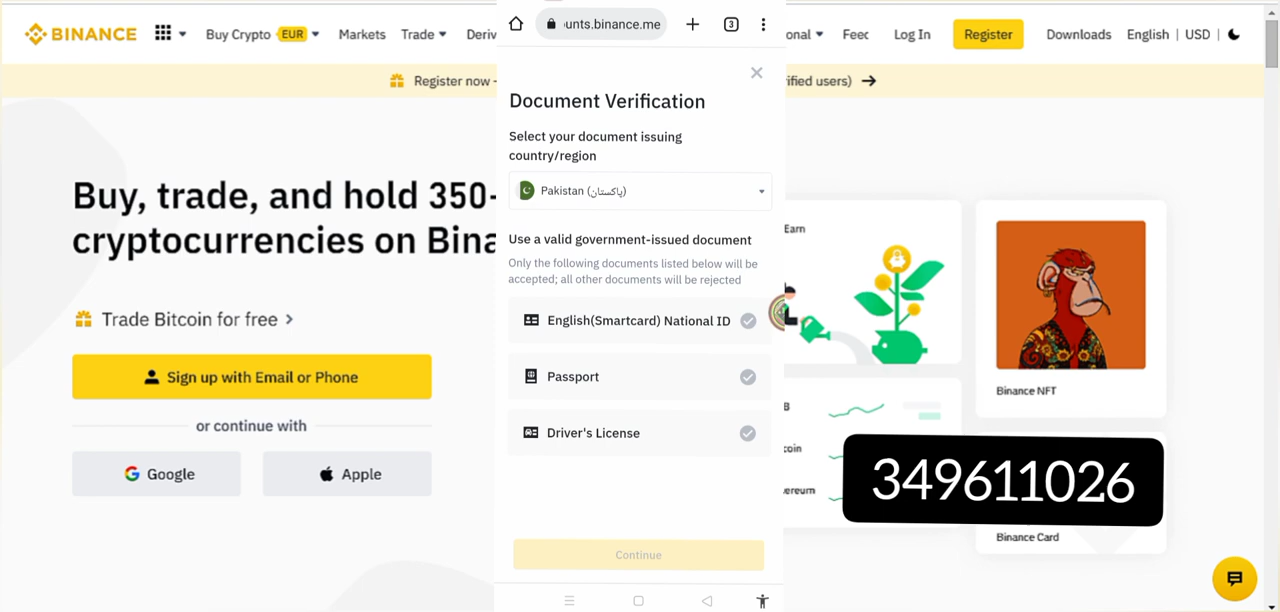 BINANCE
Buy Crypto EUR
Markets
Trade
Deriv
onal
Feec
Log In
Register
Downloads
English | USD
unts.binance.me
3
Register now -
rified users)
Buy, trade, and hold 350-
cryptocurrencies on Bina
Trade Bitcoin for free
Sign up with Email or Phone
or continue with
Google
Apple
Document Verification
Select your document issuing
country/region
Pakistan (پاکستان)
Use a valid government-issued document
Only the following documents listed below will be
accepted; all other documents will be rejected
English(Smartcard) National ID
Passport
Driver's License
Continue
Earn
B
coin
ereum
Binance NFT
349611026
Binance Card